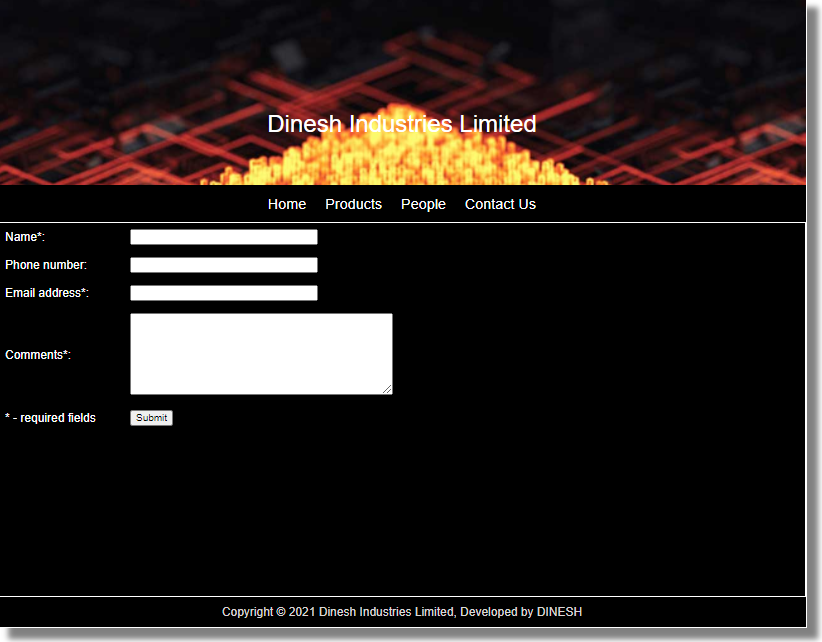 Dinesh Industries Limited
Home Products People Contact Us
Name*:
Phone number:
Email address*:
Comments*:
* - required fields Submit
Copyright © 2021 Dinesh Industries Limited, Developed by DINESH